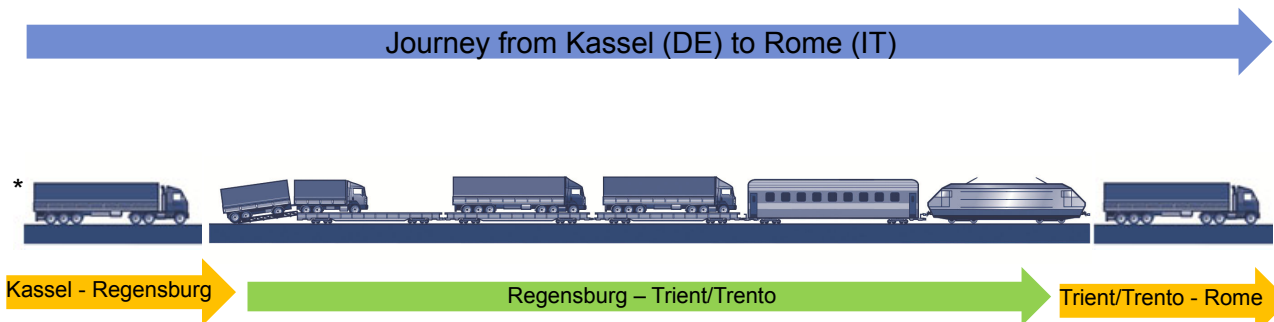 Journey from Kassel (DE) to Rome (IT)
*
Kassel - Regensburg
Regensburg – Trient/Trento
Trient/Trento - Rome